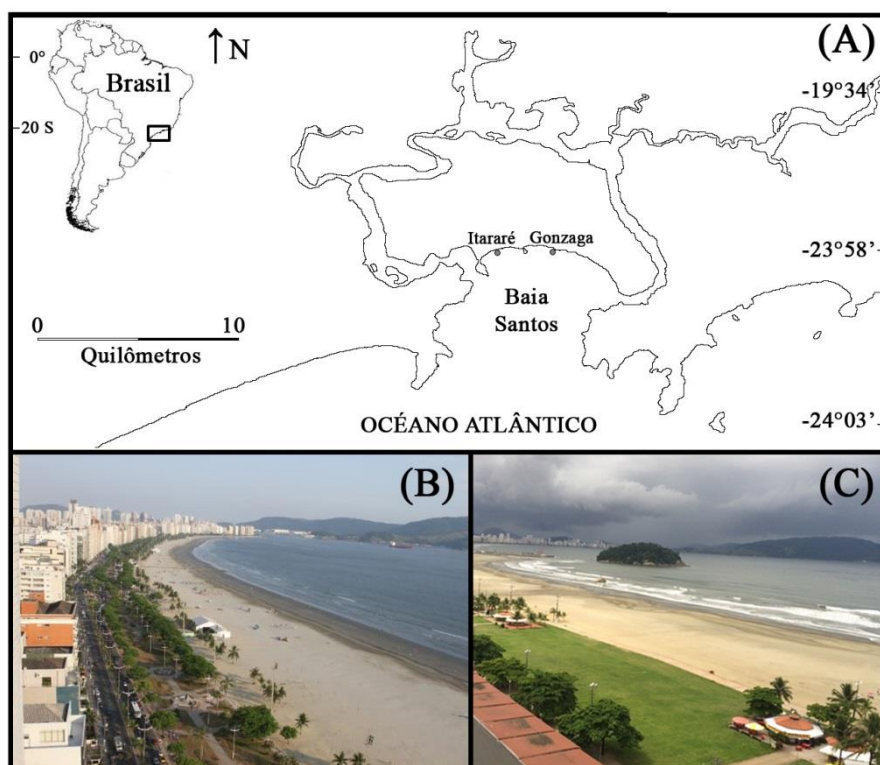 (A)
N
0°
Brasil
-19°34’
20 S
Itararé
Gonzaga
-23°58’
Baia
Santos
0
10
Quilômetros
OCÉANO ATLÂNTICO
-24°03’
(B)
(C)